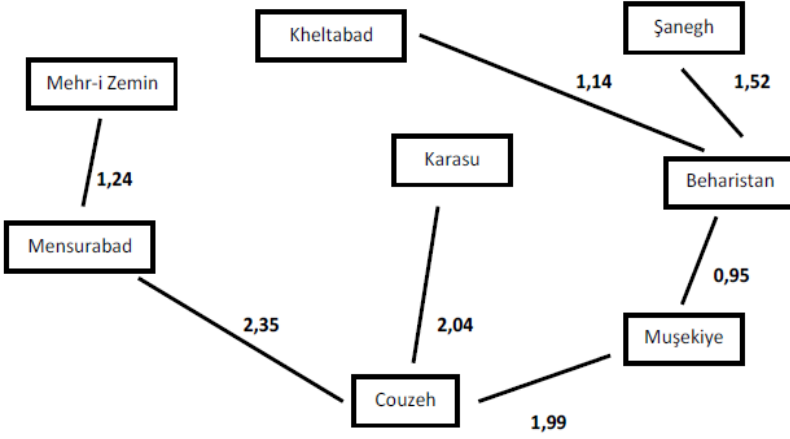 Şanegh
Kheltabad
Mehr-i Zemin
1,14
1,52
Karasu
Beharistan
1,24
Mensurabad
0,95
2,35
2,04
Muşekiye
Couzeh
1,99